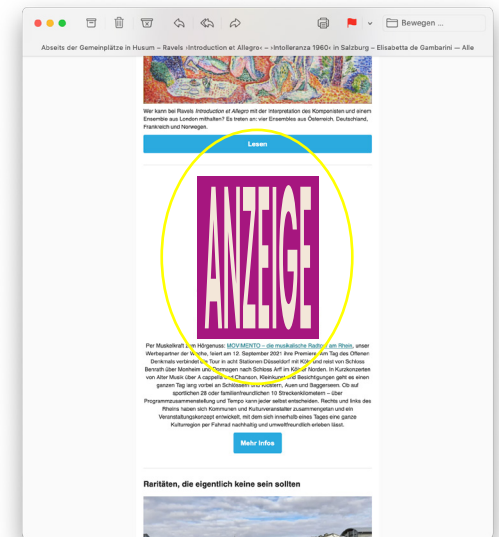 Bewegen ...
Abseits der Gemeinplätze in Husum – Ravels ›Introduction et Allegro‹ – ›Intolleranza 1960‹ in Salzburg – Elisabetta de Gambarini — Alle
Wer kann bei Ravels Introduction et Allegro mit der Interpretation des Komponisten und einem
Ensemble aus London mithalten? Es treten an: vier Ensembles aus Österreich, Deutschland,
Frankreich und Norwegen.
Lesen
ANZEIGE
Per Muskelkraft zum Hörgenuss: MOVIMENTO – die musikalische Radtour am Rhein, unser
Werbepartner der Woche, feiert am 12. September 2021 ihre Premiere. Am Tag des Offenen
Denkmals verbindet die Tour in acht Stationen Düsseldorf mit Köln und reist von Schloss
Benrath über Monheim und Dormagen nach Schloss Arff im Kölner Norden. In Kurzkonzerten
von Alter Musik über A cappella und Chanson, Kleinkunst und Besichtigungen geht es einen
ganzen Tag lang vorbei an Schlössern und Klöstern, Auen und Baggerseen. Ob auf
sportlichen 28 oder familienfreundlichen 10 Streckenkilometern – über
Programmzusammenstellung und Tempo kann jeder selbst entscheiden. Rechts und links des
Rheins haben sich Kommunen und Kulturveranstalter zusammengetan und ein
Veranstaltungskonzept entwickelt, mit dem sich innerhalb eines Tages eine ganze
Kulturregion per Fahrrad nachhaltig und umweltfreundlich erleben lässt.
Mehr Infos
Raritäten, die eigentlich keine sein sollten